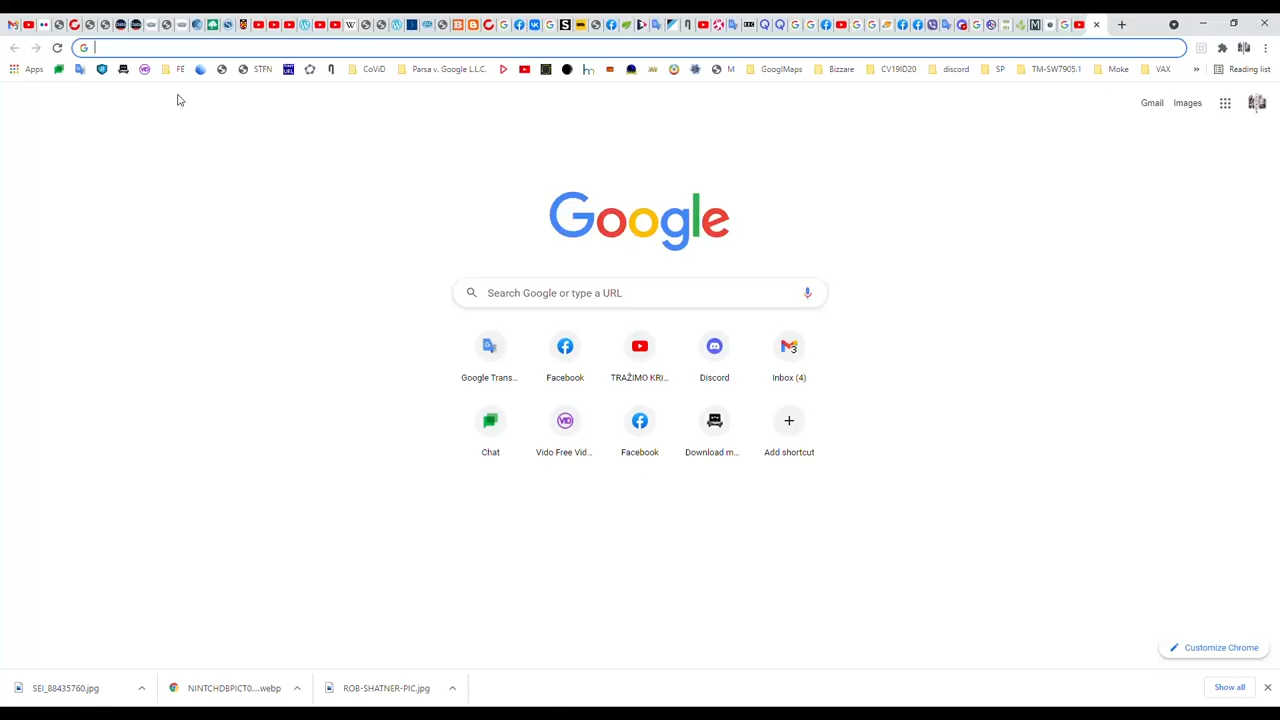 Apps FE STFN CoViD Parsa v. Google L.L.C. M Goog!Maps Bizzare CV19ID20 discord SP TM-SW7905.1 Moke VAX » Reading list
Gmail Images
Google
Search Google or type a URL
Google Trans... Facebook TRAŽIMO KRI... Discord Inbox (4)
Chat Vido Free Vid... Facebook Download m... Add shortcut
Customize Chrome
SEI_88435760.jpg NINTCHDBPICT0....webp ROB-SHATNER-PIC.jpg Show all